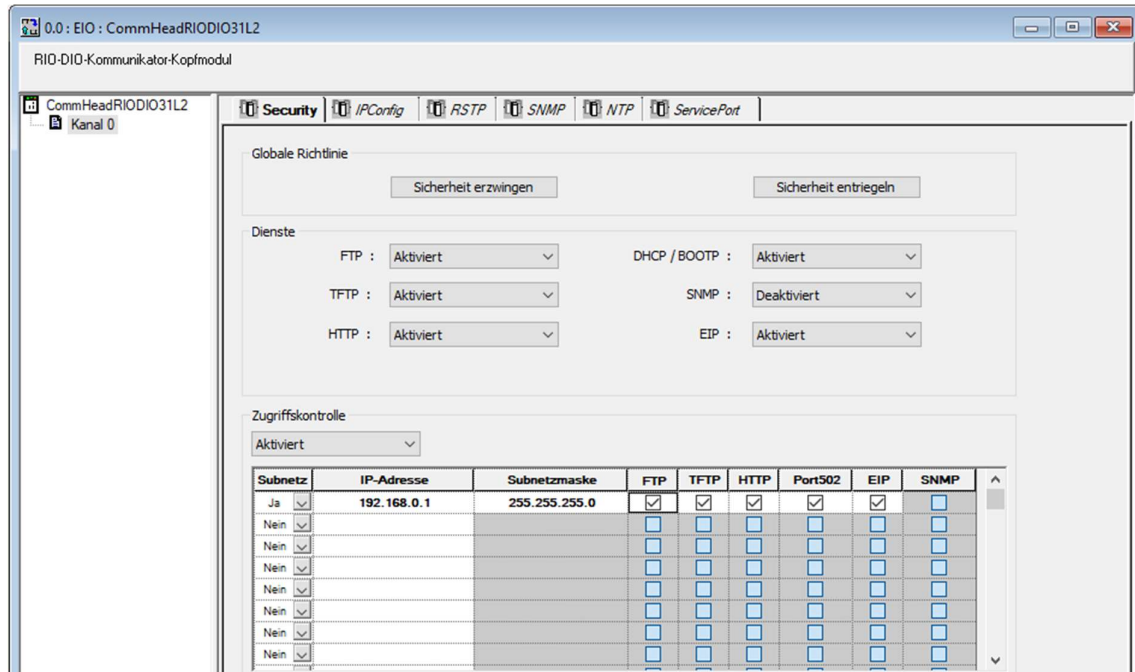 0.0 : EIO : CommHeadRIODIO31L2
RIO-DIO-Kommunikator-Kopfmodul
CommHeadRIODIO31L2
Kanal 0
Security IPConfig RSTP SNMP NTP ServicePort
Globale Richtlinie
Sicherheit erzwingen Sicherheit entriegeln
Dienste
FTP : Aktiviert DHCP / BOOTP : Aktiviert
TFTP : Aktiviert SNMP : Deaktiviert
HTTP : Aktiviert EIP : Aktiviert
Zugriffskontrolle
Aktiviert
Subnetz IP-Adresse Subnetzmaske FTP TFTP HTTP Port502 EIP SNMP
Ja 192.168.0.1 255.255.255.0
Nein
Nein
Nein
Nein
Nein
Nein
Nein